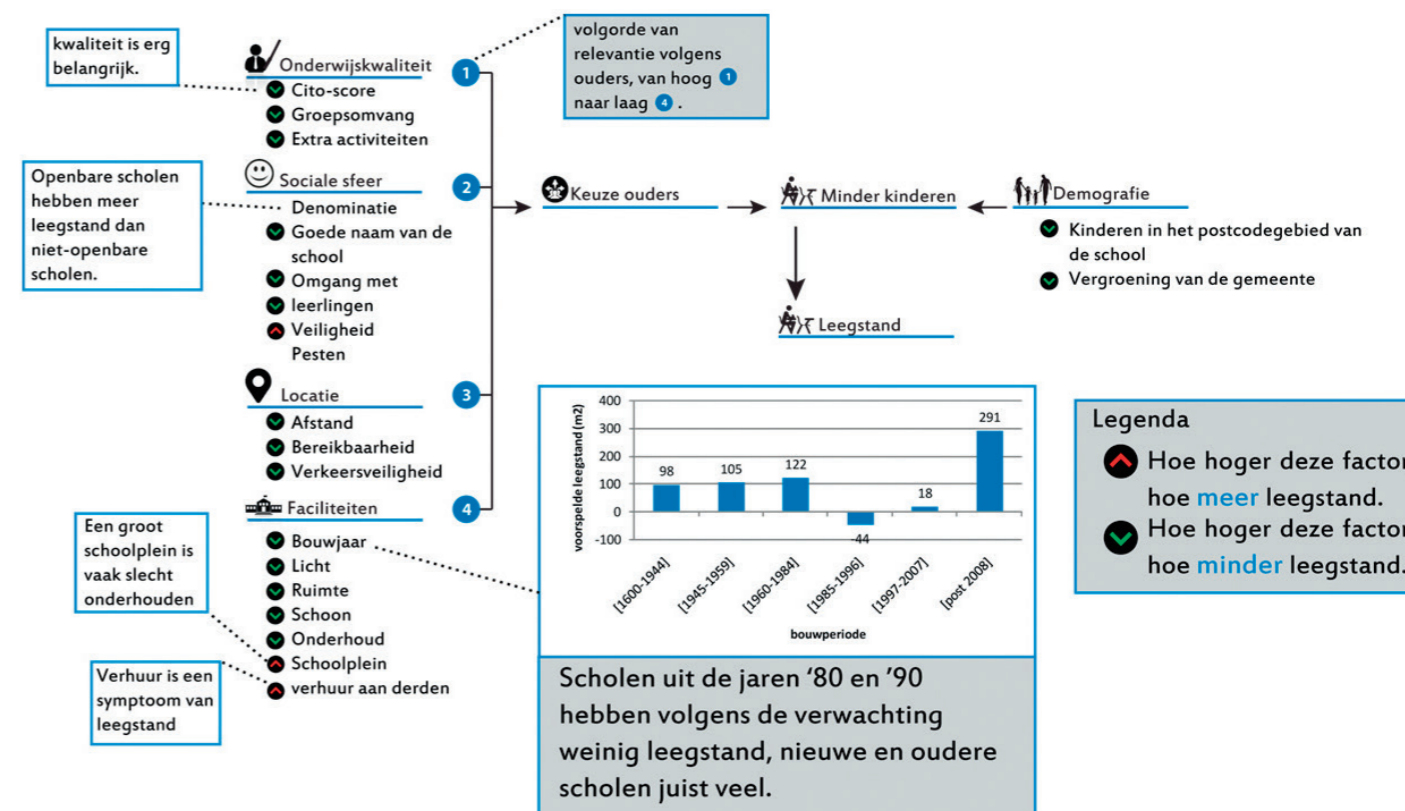 kwaliteit is erg
belangrijk.
Onderwijskwaliteit
Cito-score
Groepsomvang
Extra activiteiten
1
volgorde van
relevantie volgens
ouders, van hoog 1
naar laag 4 .
Openbare scholen
hebben meer
leegstand dan
niet-openbare
scholen.
Sociale sfeer
Denominatie
Goede naam van de
school
Omgang met
leerlingen
Veiligheid
Pesten
2
Keuze ouders
Minder kinderen
Demografie
Kinderen in het postcodegebied van
de school
Vergroening van de gemeente
Leegstand
Locatie
Afstand
Bereikbaarheid
Verkeersveiligheid
3
Faciliteiten
Bouwjaar
Licht
Ruimte
Schoon
Onderhoud
Schoolplein
verhuur aan derden
4
Een groot
schoolplein is
vaak slecht
onderhouden
Verhuur is een
symptoom van
leegstand
voorspelde leegstand (m2)
400
300
200
100
0
-100
98
105
122
-44
18
291
[1600-1944]
[1945-1959]
[1960-1984]
[1985-1996]
[1997-2007]
[post 2008]
bouwperiode
Scholen uit de jaren ‘80 en ’90
hebben volgens de verwachting
weinig leegstand, nieuwe en oudere
scholen juist veel.
Legenda
Hoe hoger deze factor
hoe meer leegstand.
Hoe hoger deze factor
hoe minder leegstand.